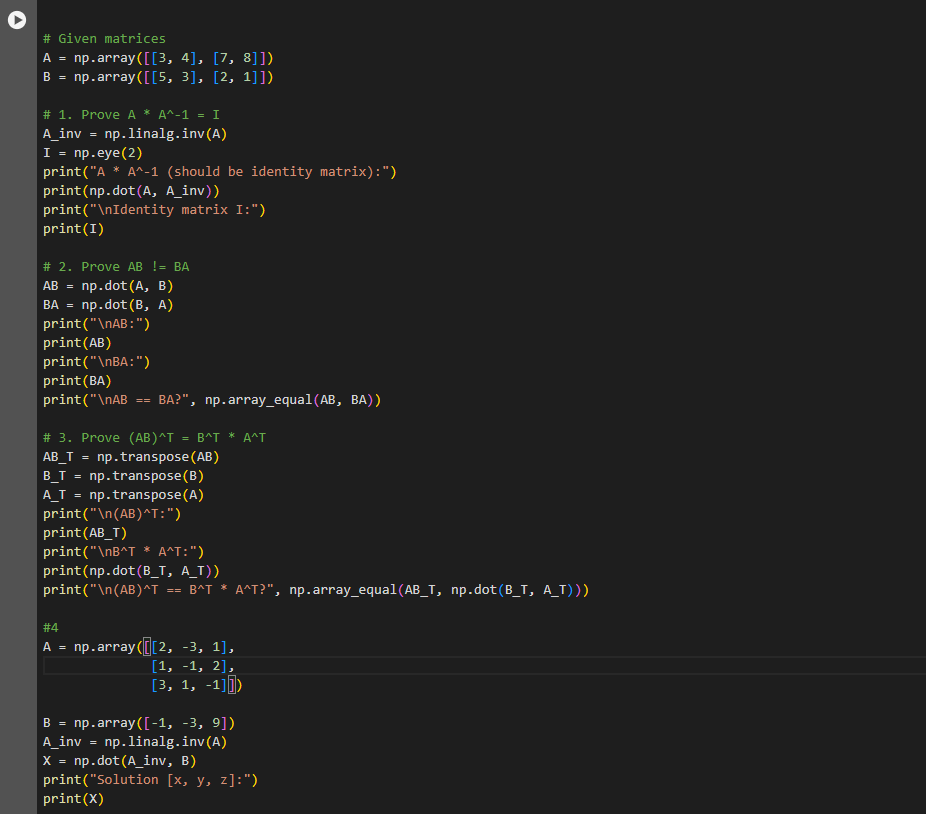 # Given matrices
A = np.array([[3, 4], [7, 8]])
B = np.array([[5, 3], [2, 1]])
# 1. Prove A * A^-1 = I
A_inv = np.linalg.inv(A)
I = np.eye(2)
print("A * A^-1 (should be identity matrix):")
print(np.dot(A, A_inv))
print("\nIdentity matrix I:")
print(I)
# 2. Prove AB != BA
AB = np.dot(A, B)
BA = np.dot(B, A)
print("\nAB:")
print(AB)
print("\nBA:")
print(BA)
print("\nAB == BA?", np.array_equal(AB, BA))
# 3. Prove (AB)^T = B^T * A^T
AB_T = np.transpose(AB)
B_T = np.transpose(B)
A_T = np.transpose(A)
print("\n(AB)^T:")
print(AB_T)
print("\nB^T * A^T:")
print(np.dot(B_T, A_T))
print("\n(AB)^T == B^T * A^T?", np.array_equal(AB_T, np.dot(B_T, A_T)))
#4
A = np.array([[2, -3, 1],
[1, -1, 2],
[3, 1, -1]])
B = np.array([-1, -3, 9])
A_inv = np.linalg.inv(A)
X = np.dot(A_inv, B)
print("Solution [x, y, z]:")
print(X)